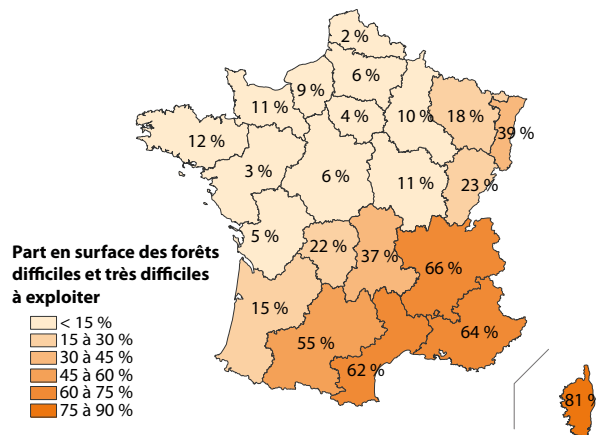 2 %
6 %
9 %
11 %
4 %
10 %
18 %
39 %
12 %
3 %
6 %
11 %
23 %
5 %
22 %
37 %
66 %
15 %
55 %
62 %
64 %
81 %
Part en surface des forêts
difficiles et très difficiles
à exploiter
< 15 %
15 à 30 %
30 à 45 %
45 à 60 %
60 à 75 %
75 à 90 %